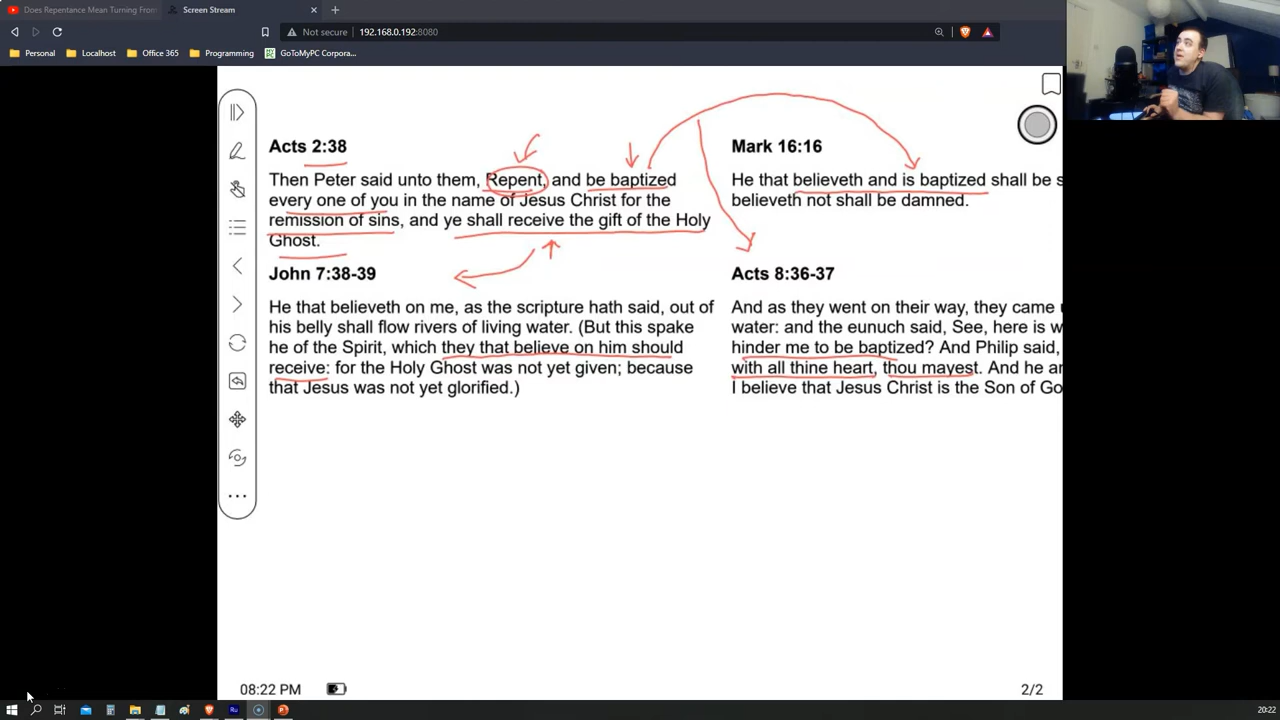 Does Repentance Mean Turning From
Screen Stream
Not secure
192.168.0.192:8080
Personal
Localhost
Office 365
Programming
GoToMyPC Corpora...
Acts 2:38
Then Peter said unto them, Repent, and be baptized
every one of you in the name of Jesus Christ for the
remission of sins, and ye shall receive the gift of the Holy
Ghost.
John 7:38-39
He that believeth on me, as the scripture hath said, out of
his belly shall flow rivers of living water. (But this spake
he of the Spirit, which they that believe on him should
receive: for the Holy Ghost was not yet given; because
that Jesus was not yet glorified.)
Mark 16:16
He that believeth and is baptized shall be s
believeth not shall be damned.
Acts 8:36-37
And as they went on their way, they came u
water: and the eunuch said, See, here is w
hinder me to be baptized? And Philip said,
with all thine heart, thou mayest. And he an
I believe that Jesus Christ is the Son of Go
08:22 PM
2/2
20:22